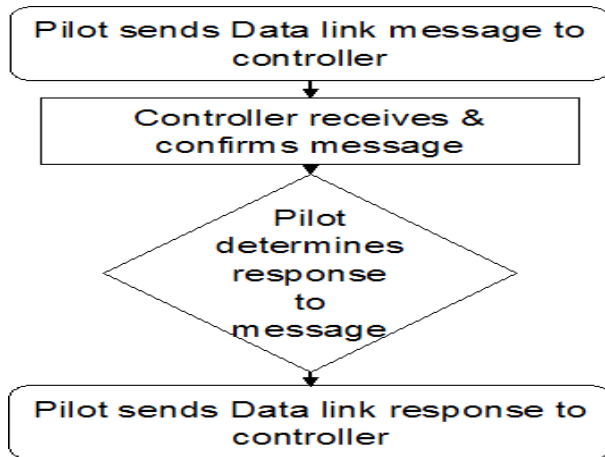 Pilot sends Data link message to
controller
Controller receives &
confirms message
Pilot
determines
response
to
message
Pilot sends Data link response to
controller